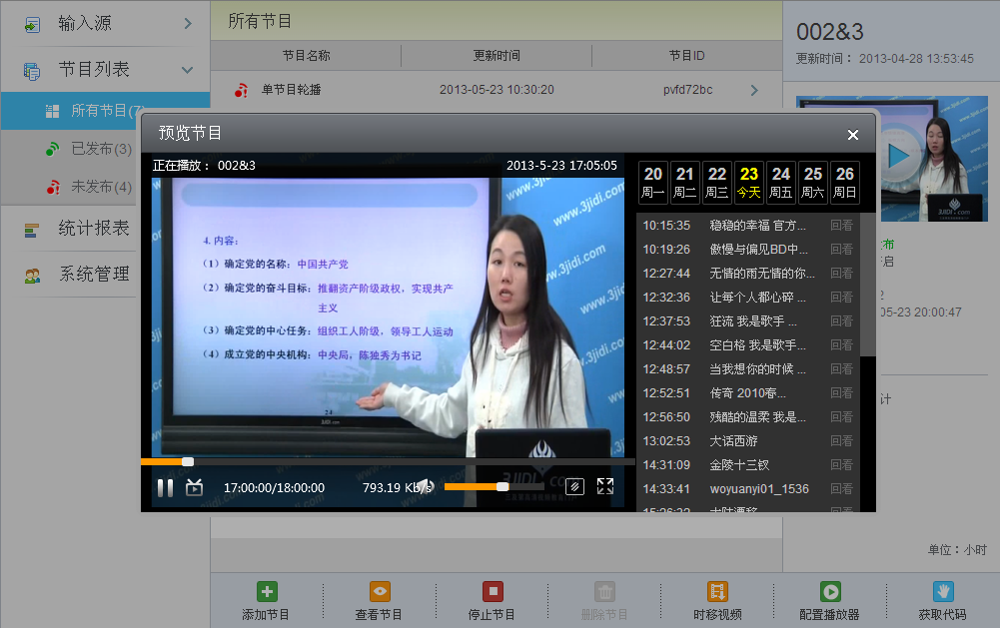 输入源
节目列表
所有节目(7)
已发布(3)
未发布(4)
统计报表
系统管理
所有节目
节目名称 更新时间 节目ID
单节目轮播 2013-05-23 10:30:20 pvfd72bc
002&3
更新时间： 2013-04-28 13:53:45
预览节目
正在播放： 002&3 2013-5-23 17:05:05
www.3jidi.com
4. 内容:
（1）确定党的名称: 中国共产党
（2）确定党的奋斗目标: 推翻资产阶级政权，实现共产
主义
（3）确定党的中心任务: 组织工人阶级，领导工人运动
（4）成立党的中央机构: 中央局，陈独秀为书记
24
3JIDI.com
17:00:00/18:00:00 793.19 Kb/s
20 21 22 23 24 25 26
周一 周二 周三 今天 周五 周六 周日
10:15:35 稳稳的幸福 官方... 回看
10:19:26 傲慢与偏见BD中... 回看
12:27:44 无情的雨无情的你... 回看
12:32:36 让每个人都心碎 ... 回看
12:37:53 狂流 我是歌手 ... 回看
12:44:02 空白格 我是歌手... 回看
12:48:57 当我想你的时候 ... 回看
12:52:51 传奇 2010春... 回看
12:56:50 残酷的温柔 我是... 回看
13:02:53 大话西游 回看
14:31:09 金陵十三钗 回看
14:33:41 woyuanyi01_1536 回看
布
启
2
05-23 20:00:47
计
单位：小时
添加节目 查看节目 停止节目 删除节目 时移视频 配置播放器 获取代码